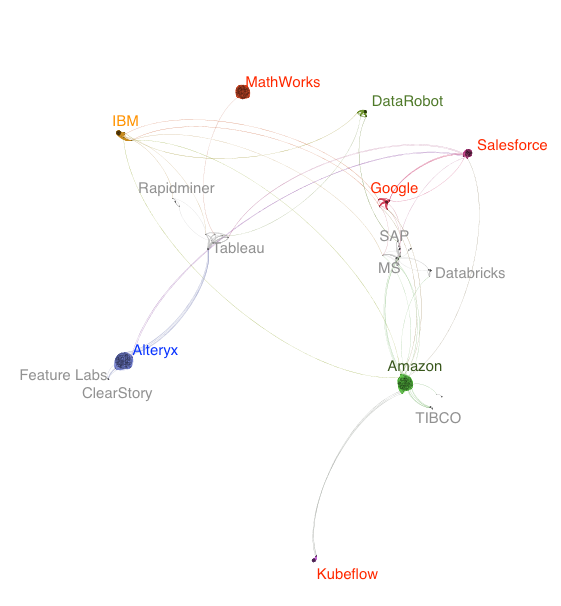 MathWorks
DataRobot
IBM
Salesforce
Rapidminer
Google
SAP
Tableau
MS
Databricks
Alteryx
Amazon
Feature Labs
ClearStory
TIBCO
Kubeflow